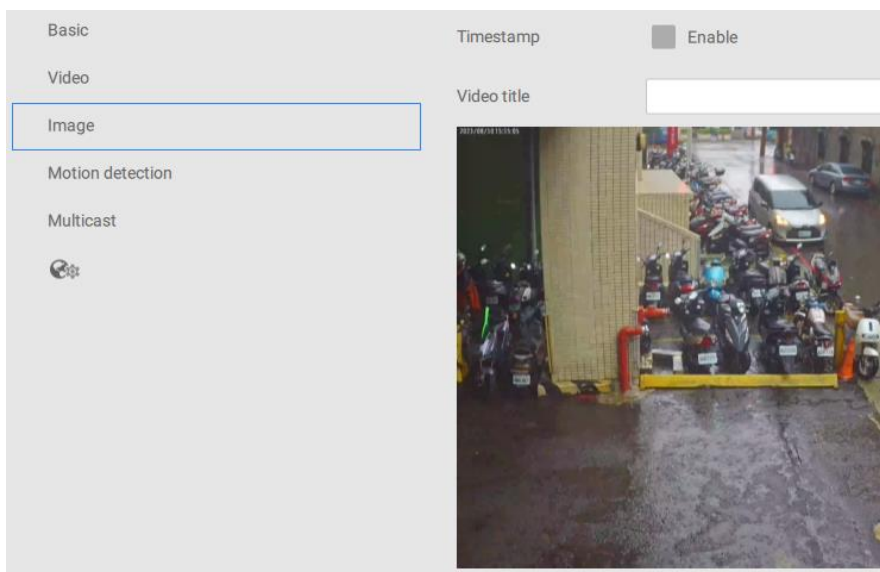 Basic
Video
Image
Motion detection
Multicast
Timestamp
Enable
Video title